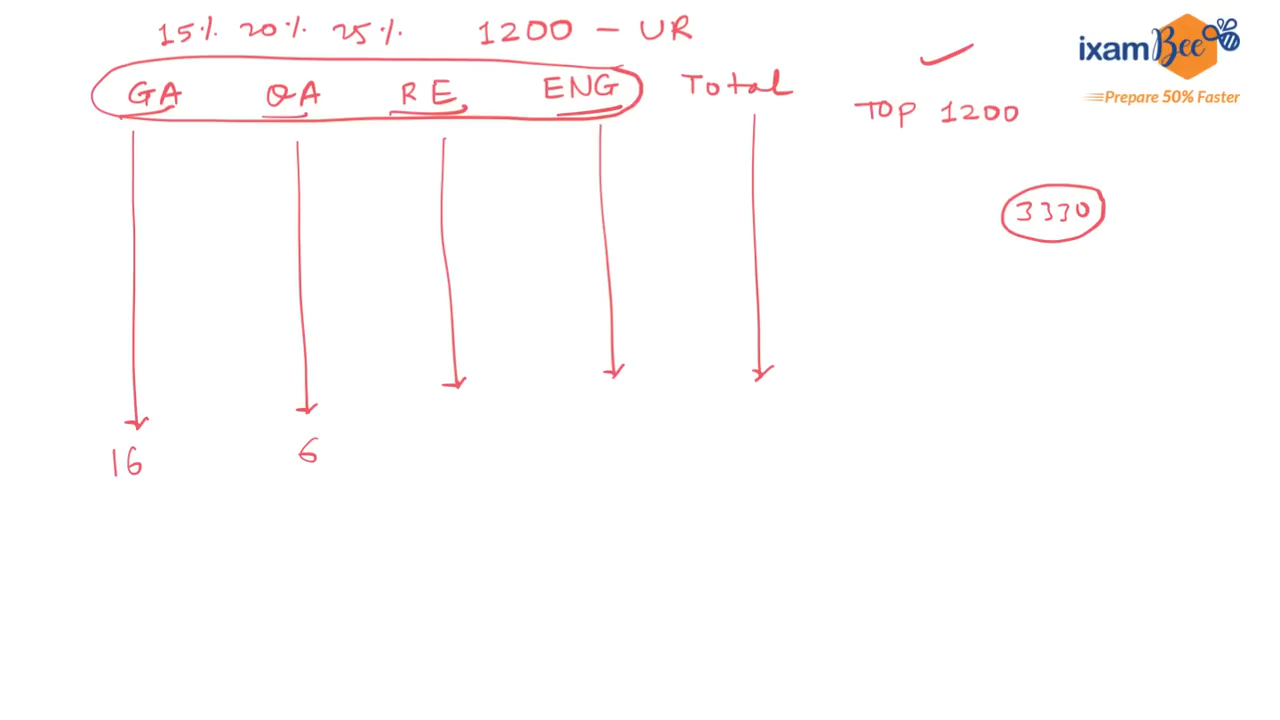 15% 20% 25% 1200 - UR
GA QA RE ENG Total
TOP 1200
3330
16 6
ixamBee
Prepare 50% Faster